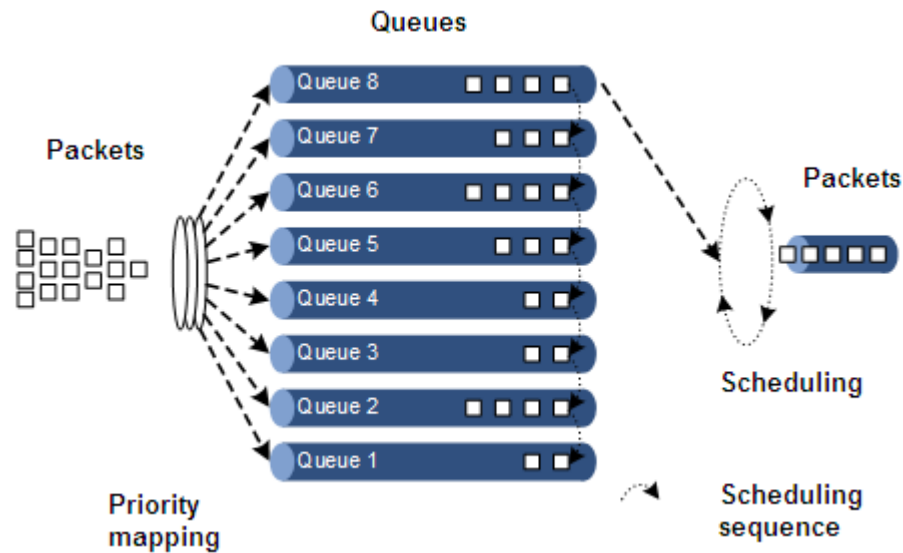 Queues
Queue 8
Queue 7
Packets
Queue 6
Packets
Queue 5
Queue 4
Queue 3
Scheduling
Queue 2
Queue 1
Priority
mapping
Scheduling
sequence